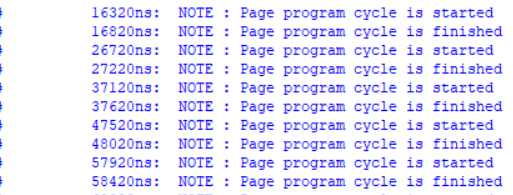 # 16320ns: NOTE : Page program cycle is started
# 16820ns: NOTE : Page program cycle is finished
# 26720ns: NOTE : Page program cycle is started
# 27220ns: NOTE : Page program cycle is finished
# 37120ns: NOTE : Page program cycle is started
# 37620ns: NOTE : Page program cycle is finished
# 47520ns: NOTE : Page program cycle is started
# 48020ns: NOTE : Page program cycle is finished
# 57920ns: NOTE : Page program cycle is started
# 58420ns: NOTE : Page program cycle is finished